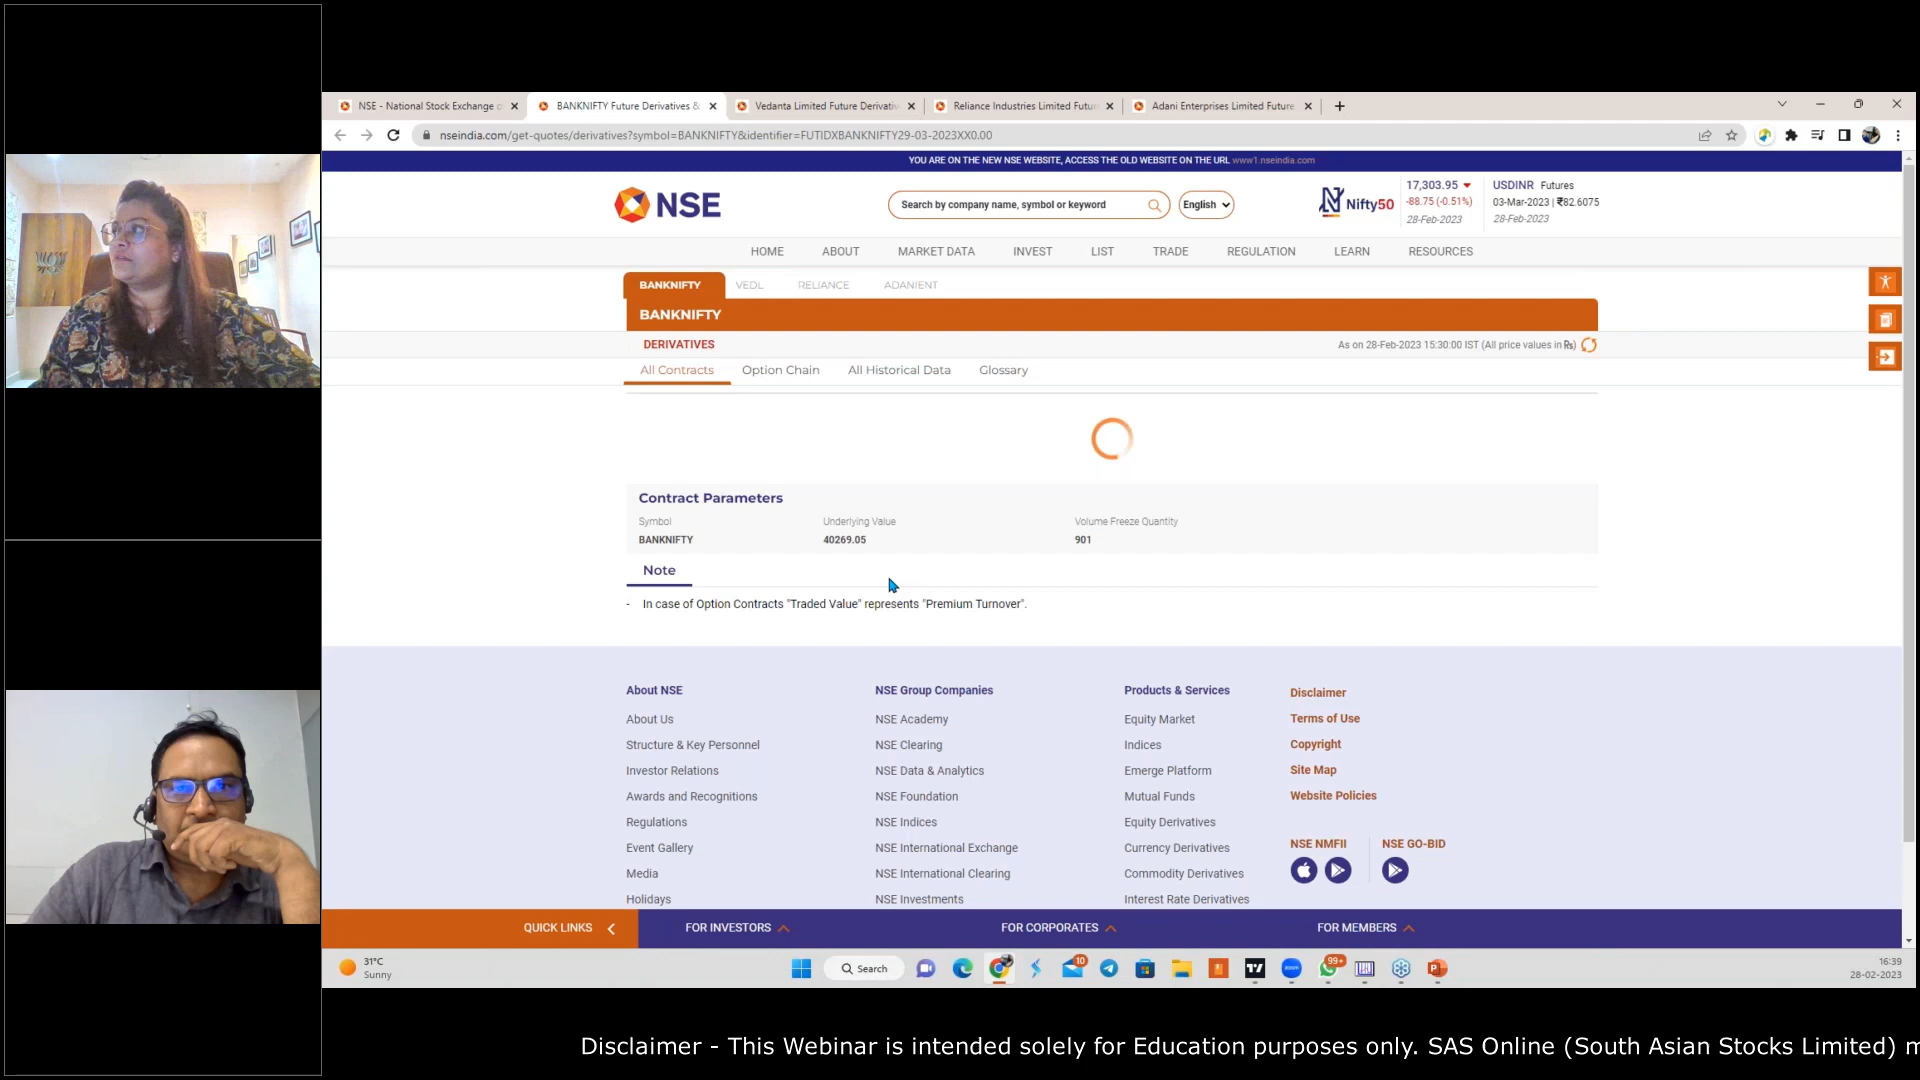 NSE - National Stock Exchange o
BANKNIFTY Future Derivatives &
Vedanta Limited Future Derivativ
Reliance Industries Limited Futur
Adani Enterprises Limited Future
nseindia.com/get-quotes/derivatives?symbol=BANKNIFTY&identifier=FUTIDXBANKNIFTY29-03-2023XX0.00
YOU ARE ON THE NEW NSE WEBSITE, ACCESS THE OLD WEBSITE ON THE URL www1.nseindia.com
NSE
Search by company name, symbol or keyword
English
Nifty50
17,303.95
-88.75 (-0.51%)
28-Feb-2023
USDINR Futures
03-Mar-2023 | ₹82.6075
28-Feb-2023
HOME ABOUT MARKET DATA INVEST LIST TRADE REGULATION LEARN RESOURCES
BANKNIFTY VEDL RELIANCE ADANIENT
BANKNIFTY
DERIVATIVES
As on 28-Feb-2023 15:30:00 IST (All price values in ₨)
All Contracts Option Chain All Historical Data Glossary
Contract Parameters
Symbol Underlying Value Volume Freeze Quantity
BANKNIFTY 40269.05 901
Note
- In case of Option Contracts "Traded Value" represents "Premium Turnover".
About NSE
About Us
Structure & Key Personnel
Investor Relations
Awards and Recognitions
Regulations
Event Gallery
Media
Holidays
NSE Group Companies
NSE Academy
NSE Clearing
NSE Data & Analytics
NSE Foundation
NSE Indices
NSE International Exchange
NSE International Clearing
NSE Investments
Products & Services
Equity Market
Indices
Emerge Platform
Mutual Funds
Equity Derivatives
Currency Derivatives
Commodity Derivatives
Interest Rate Derivatives
Disclaimer
Terms of Use
Copyright
Site Map
Website Policies
NSE NMFII NSE GO-BID
QUICK LINKS FOR INVESTORS FOR CORPORATES FOR MEMBERS
31°C
Sunny
Search
10
99+
16:39
28-02-2023
Disclaimer - This Webinar is intended solely for Education purposes only. SAS Online (South Asian Stocks Limited) m